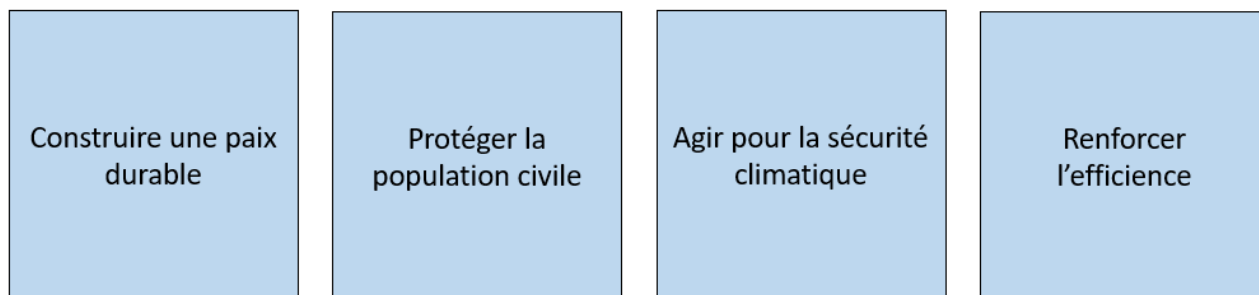 Construire une paix
durable
Protéger la
population civile
Agir pour la sécurité
climatique
Renforcer
l’efficience